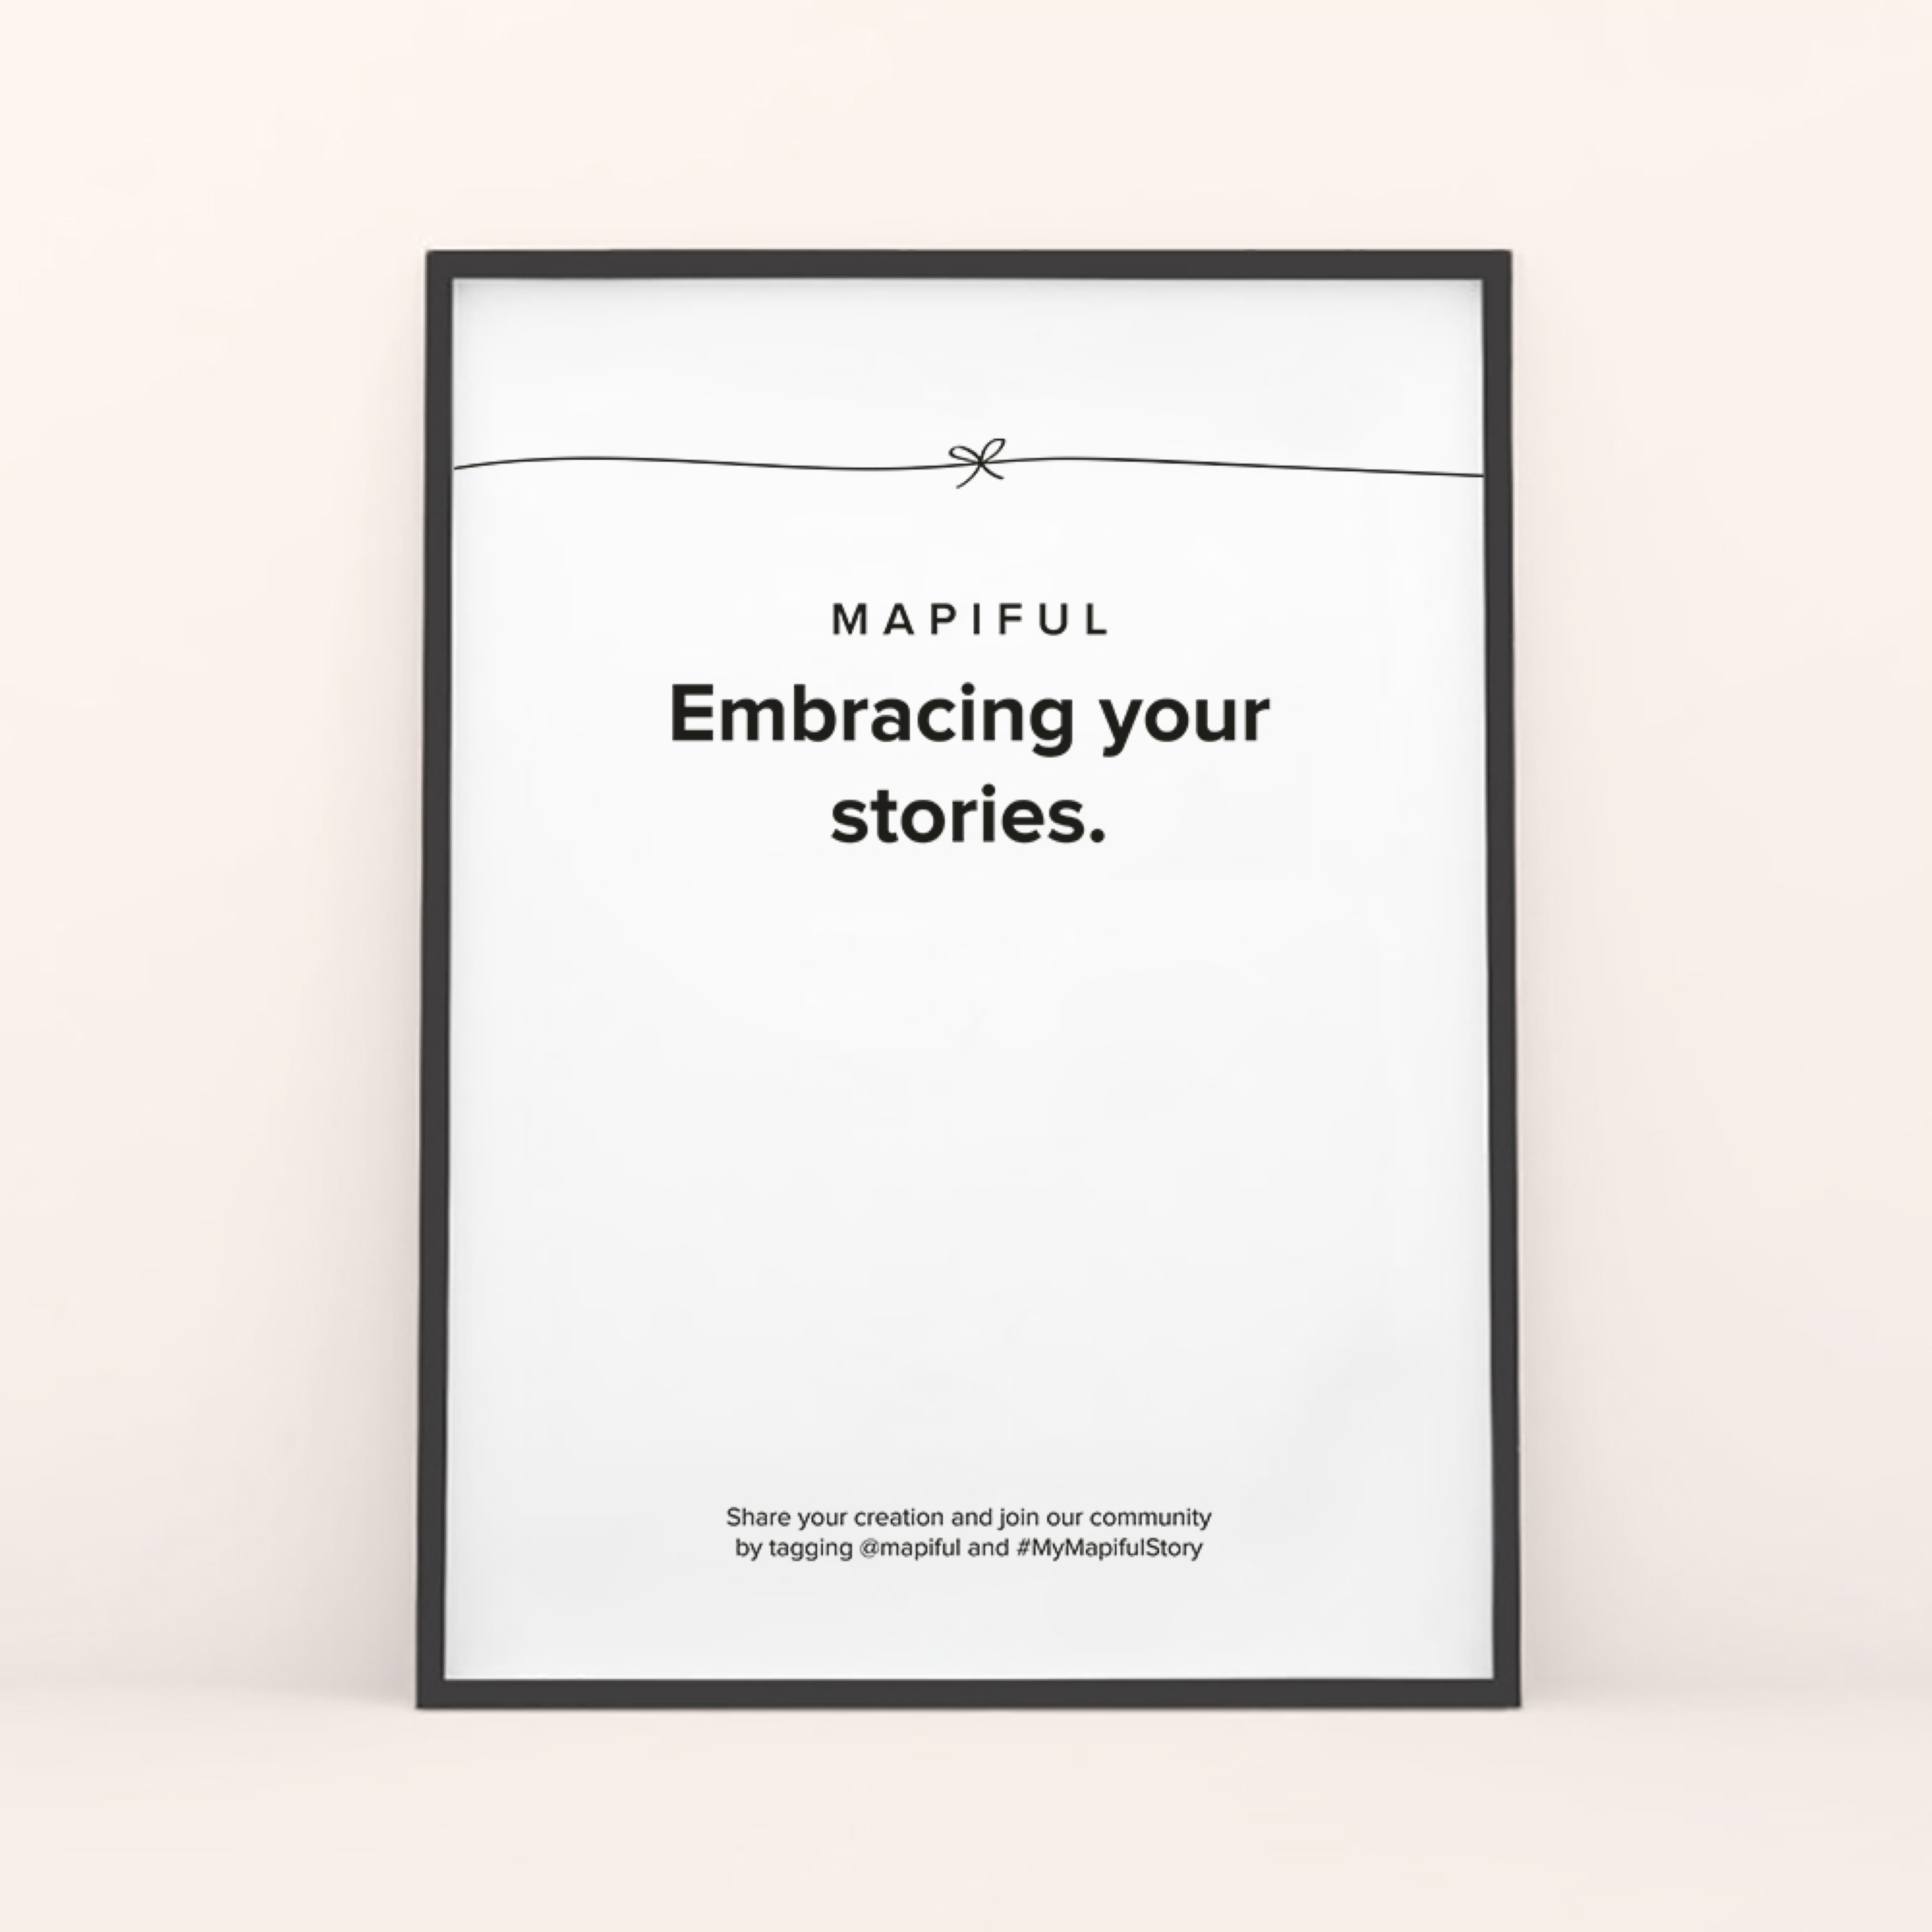 MAPIFUL
Embracing your
stories.
Share your creation and join our community
by tagging @mapiful and #MyMapifulStory